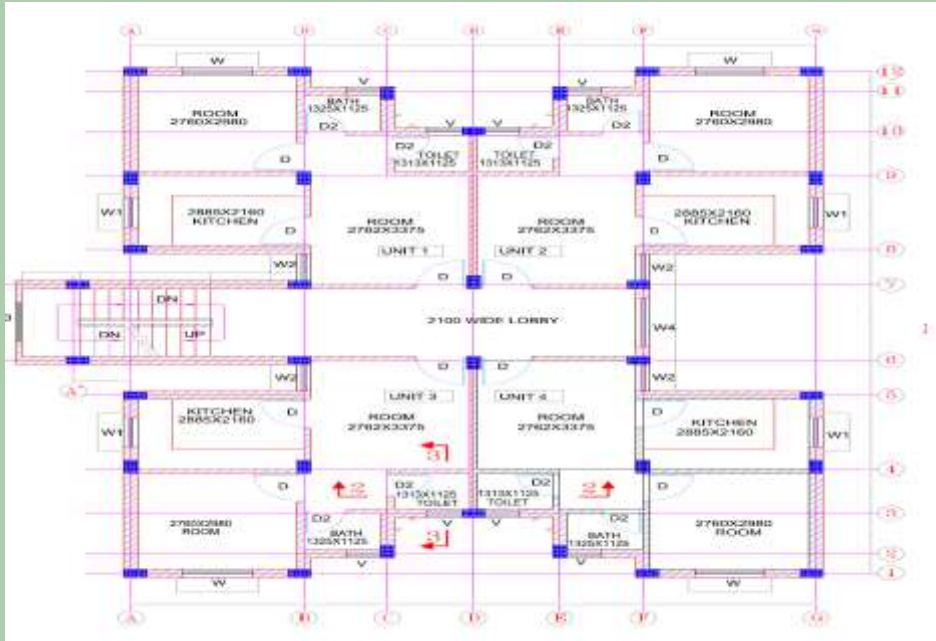 A B C D E F G
W W
V V
12
BATH BATH
1325X1125 1325X1125
11
ROOM ROOM
2760X2980 2760X2980
D2 V V D2
10
D2 D2
TOILET TOILET
1313X1125 1313X1125
D D
9
W1 2885X2160 2885X2160 W1
KITCHEN KITCHEN
ROOM ROOM
2762X3375 2762X3375
D D
UNIT 1 UNIT 2
8
W2 W2
D D
7
DN
2100 WIDE LOBBY
DN UP
W4
6
D D
A'
W2 W2
UNIT 3 UNIT 4
5
KITCHEN D D KITCHEN
2885X2160 2885X2160
ROOM ROOM
2762X3375 2762X3375
W1 W1
3
4
D D2 D2 D
2 2
1313X1125 1313X1125
TOILET TOILET
3
D2 D2
2760X2980 2760X2980
ROOM ROOM
V V
BATH BATH
1325X1125 1325X1125
3
2
V V
1
W W
A B C D E F G